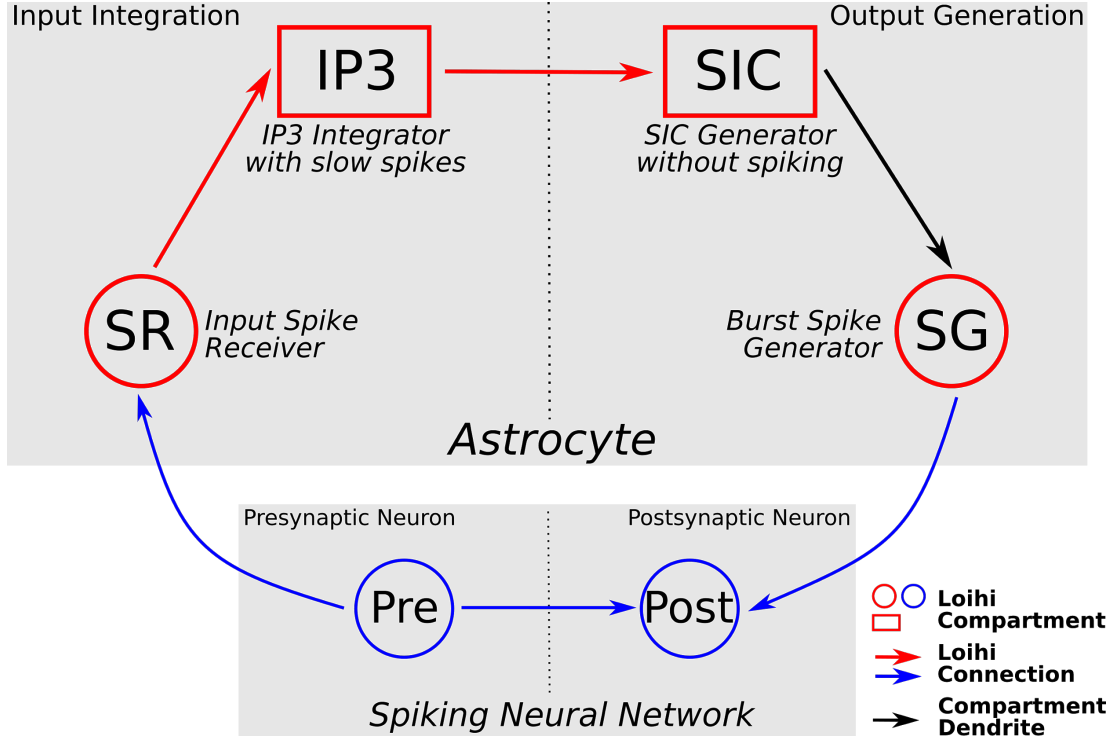 Input Integration
Output Generation
IP3
SIC
IP3 Integrator
with slow spikes
SIC Generator
without spiking
SR
Input Spike
Receiver
Burst Spike
Generator
SG
Astrocyte
Presynaptic Neuron
Postsynaptic Neuron
Pre
Post
Spiking Neural Network
Loihi
Compartment
Loihi
Connection
Compartment
Dendrite